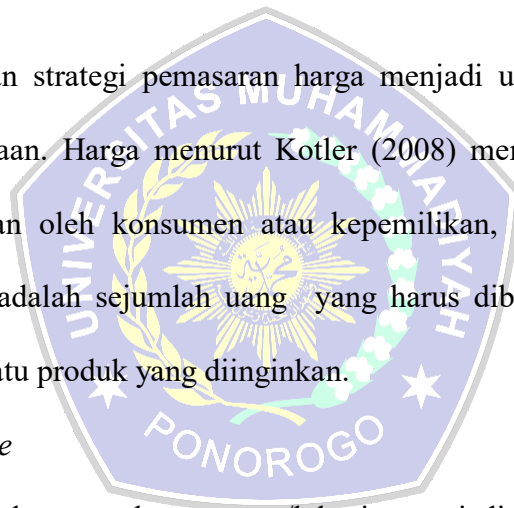 an strategi pemasaran harga menjadi u
aan. Harga menurut Kotler (2008) mer
an oleh konsumen atau kepemilikan,
adalah sejumlah uang yang harus dib
atu produk yang diinginkan.
e
UNIVERSITAS MUHAMMADIYAH
PONOROGO